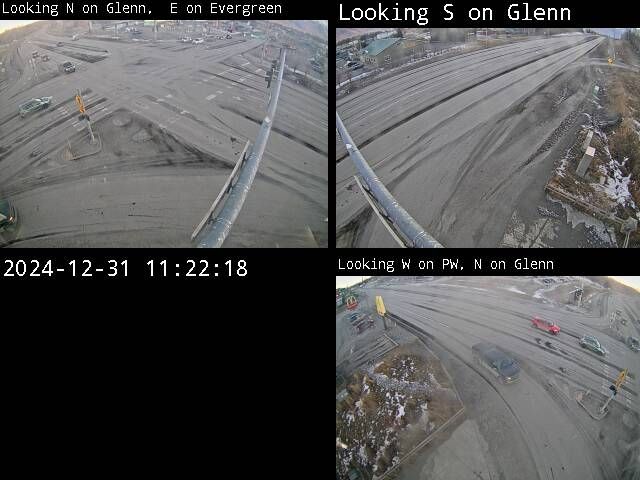 Looking N on Glenn,  E on Evergreen
Looking S on Glenn
2024-12-31 11:22:18
Looking W on PW, N on Glenn